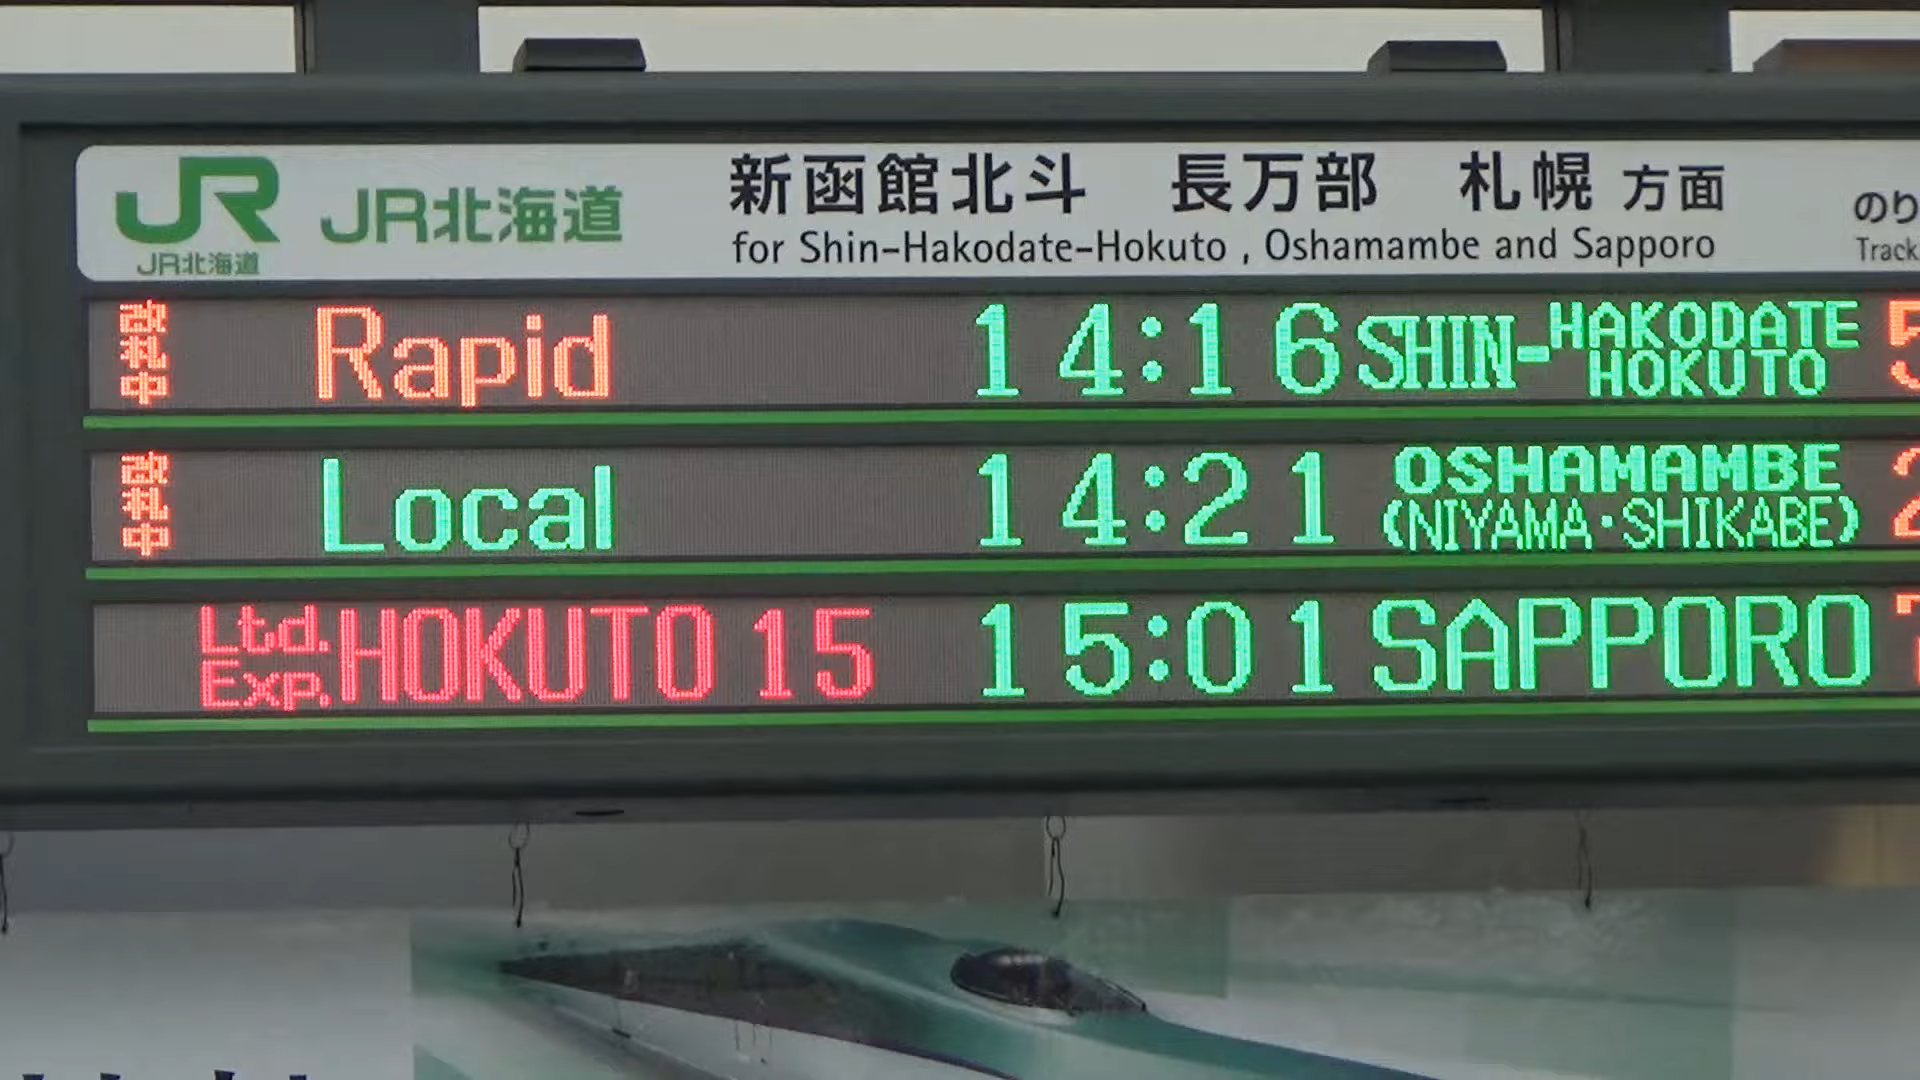 JR JR北海道 新函館北斗 長万部 札幌 方面 のり
JR北海道 for Shin-Hakodate-Hokuto , Oshamambe and Sapporo Track
改札中 Rapid 14:16 SHIN-HAKODATE HOKUTO 5
改札中 Local 14:21 OSHAMAMBE (NIYAMA・SHIKABE) 2
Ltd. Exp. HOKUTO 15 15:01 SAPPORO